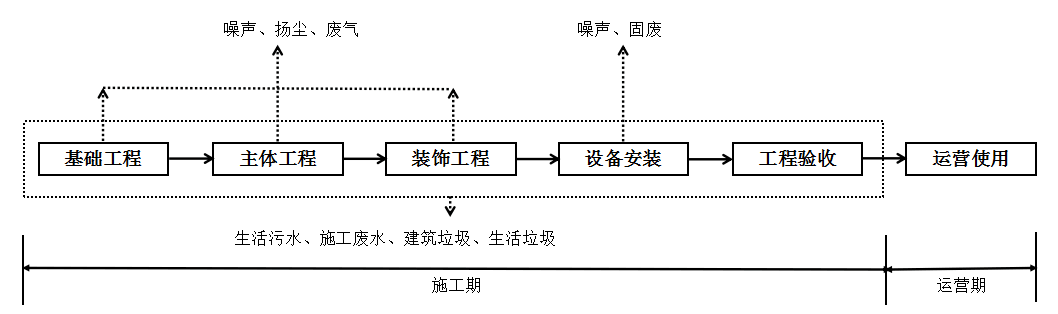 噪声、扬尘、废气
噪声、固废
基础工程
主体工程
装饰工程
设备安装
工程验收
运营使用
生活污水、施工废水、建筑垃圾、生活垃圾
施工期
运营期